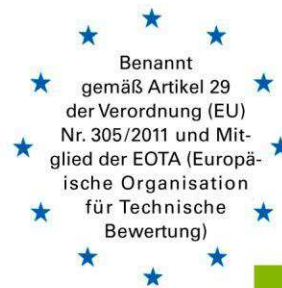 Benannt
gemäß Artikel 29
der Verordnung (EU)
Nr. 305/2011 und Mit-
glied der EOTA (Europä-
ische Organisation
für Technische
Bewertung)